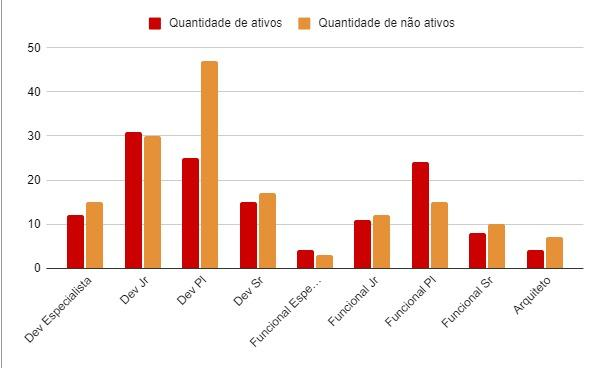 Quantidade de ativos Quantidade de não ativos
50
40
30
20
10
0
Dev Especialista
Dev Jr
Dev Pl
Dev Sr
Funcional Espe...
Funcional Jr
Funcional Pl
Funcional Sr
Arquiteto